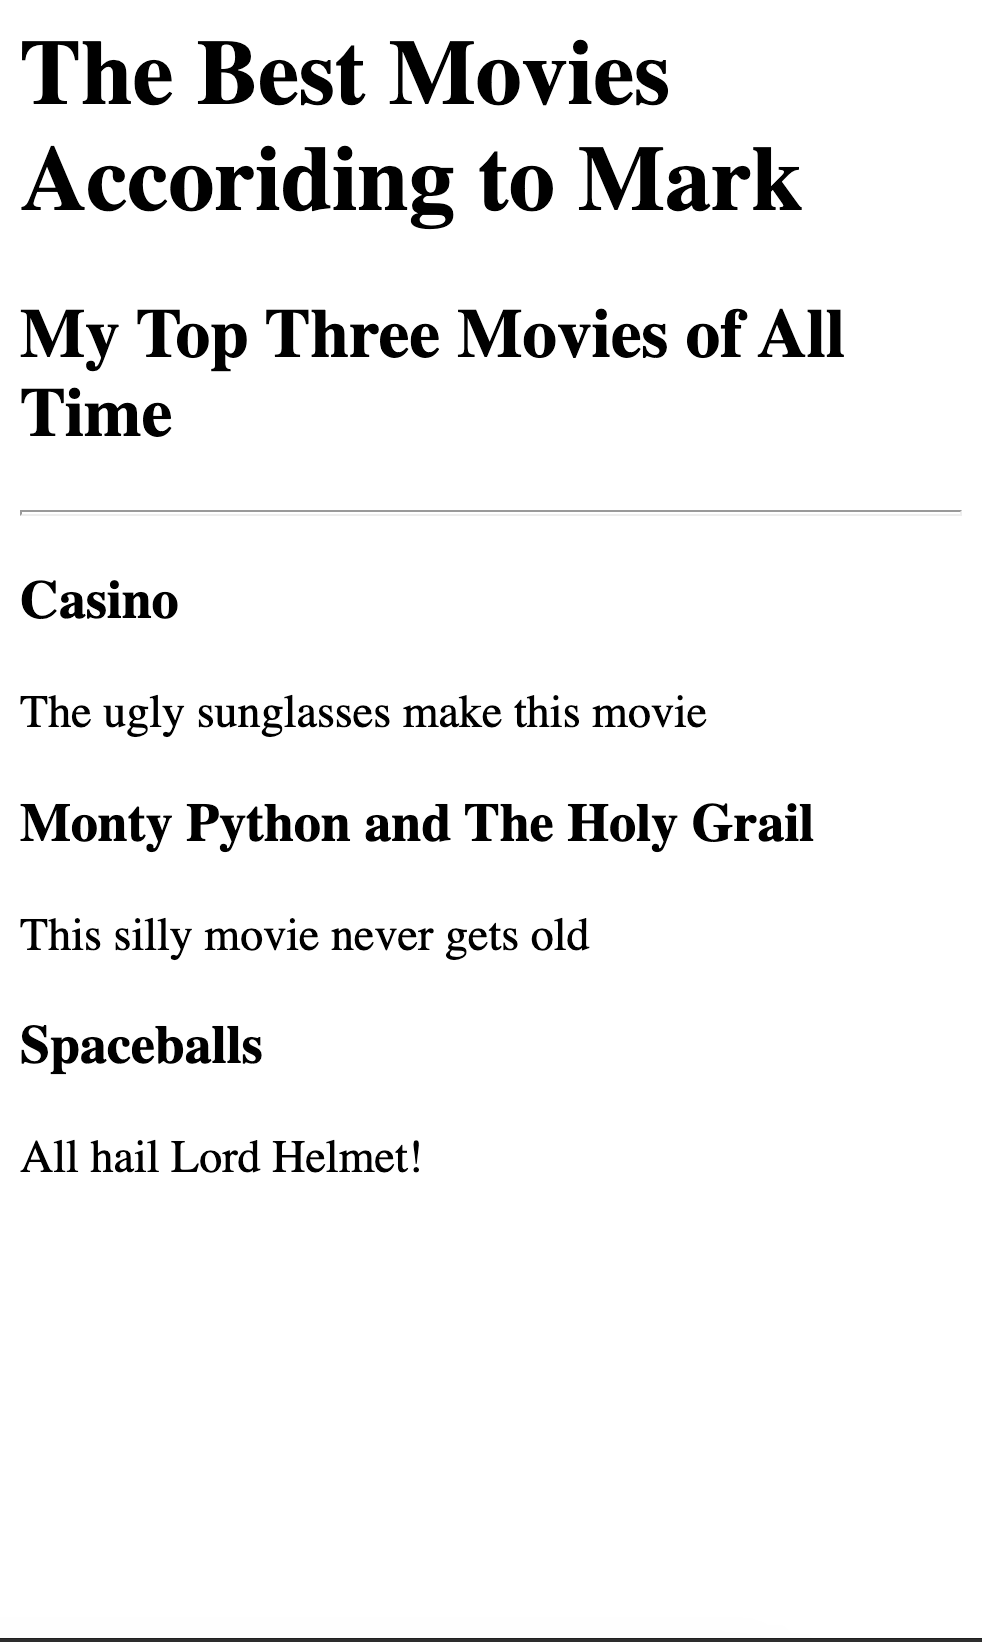 The Best Movies
Accoriding to Mark
My Top Three Movies of All
Time
Casino
The ugly sunglasses make this movie
Monty Python and The Holy Grail
This silly movie never gets old
Spaceballs
All hail Lord Helmet!